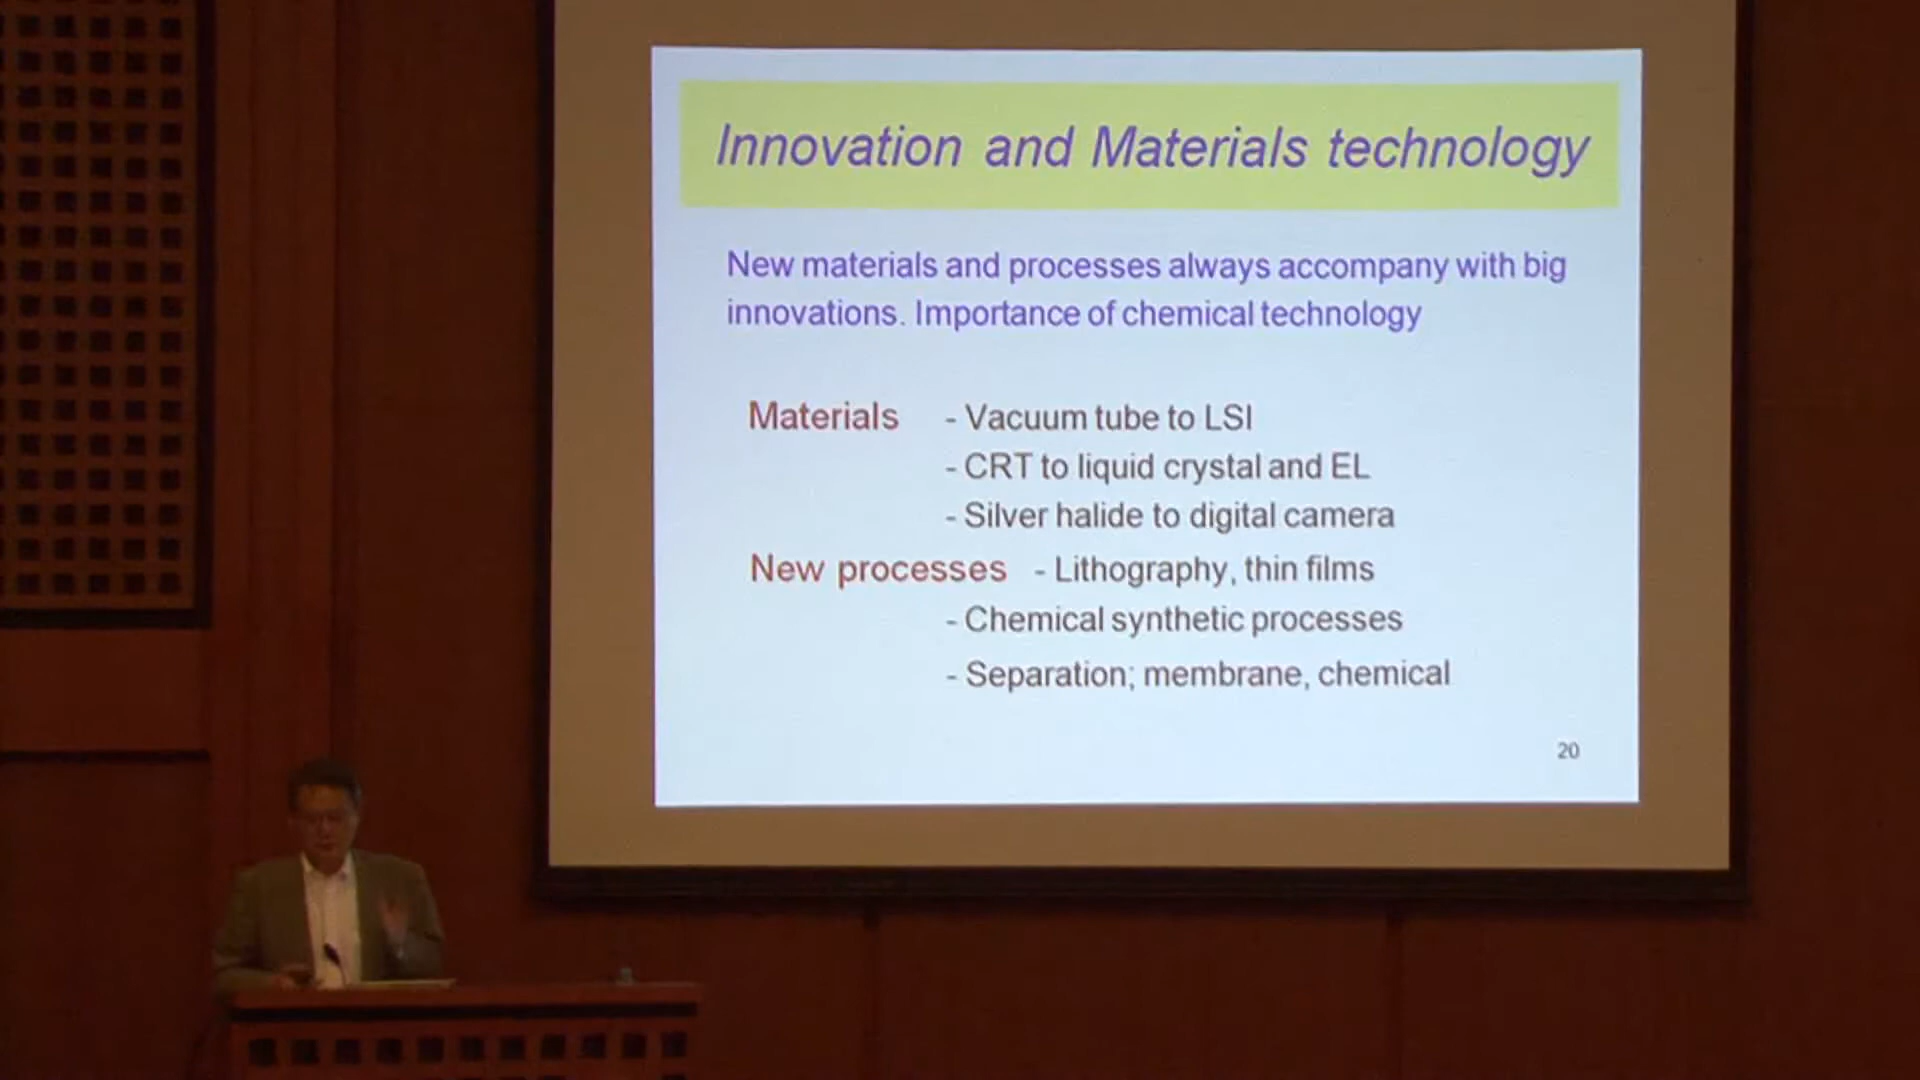 Innovation and Materials technology
New materials and processes always accompany with big
innovations. Importance of chemical technology
Materials - Vacuum tube to LSI
- CRT to liquid crystal and EL
- Silver halide to digital camera
New processes - Lithography, thin films
- Chemical synthetic processes
- Separation; membrane, chemical
20